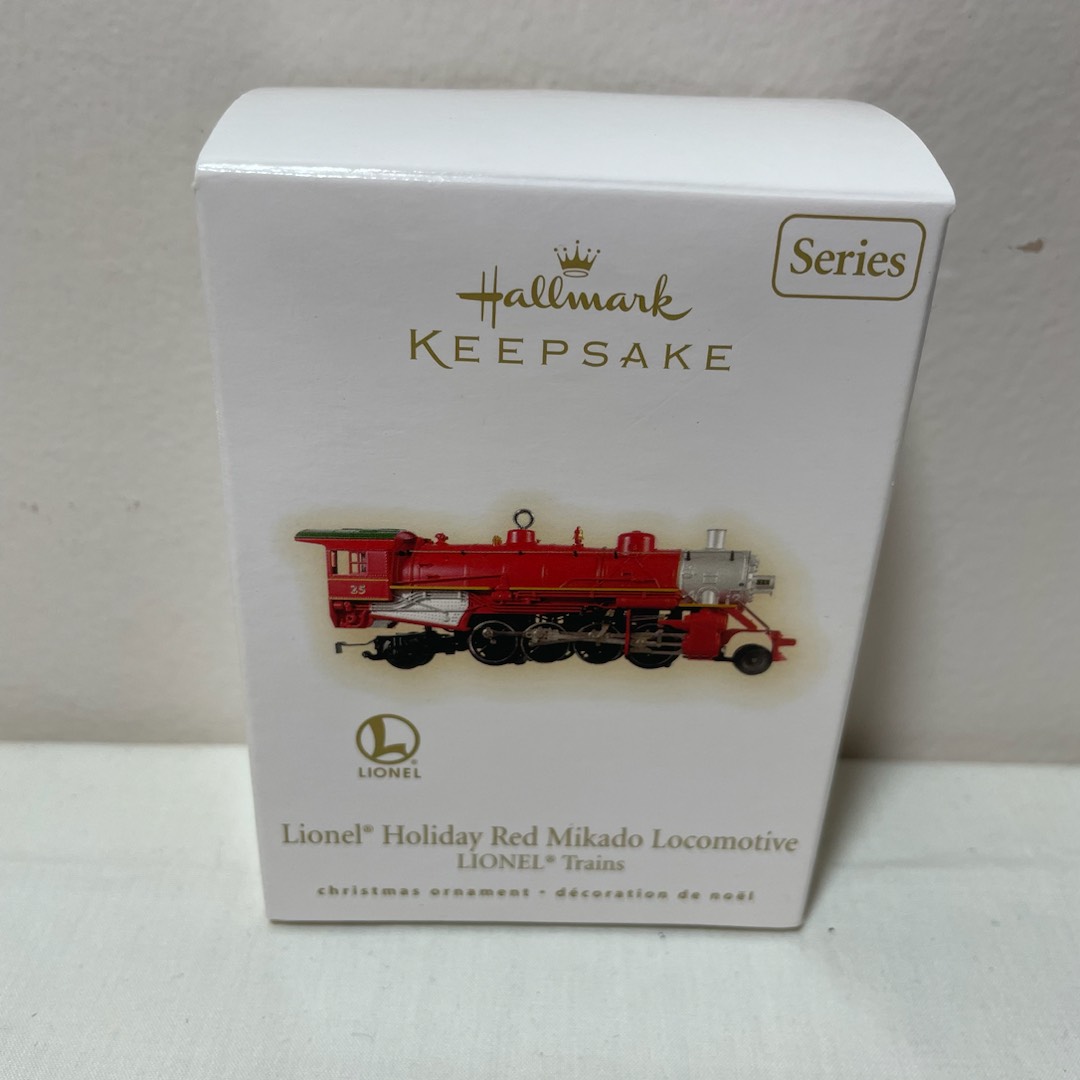 Series
Hallmark
KEEPSAKE
25
L
LIONEL®
Lionel® Holiday Red Mikado Locomotive
LIONEL® Trains
christmas ornament • décoration de noël